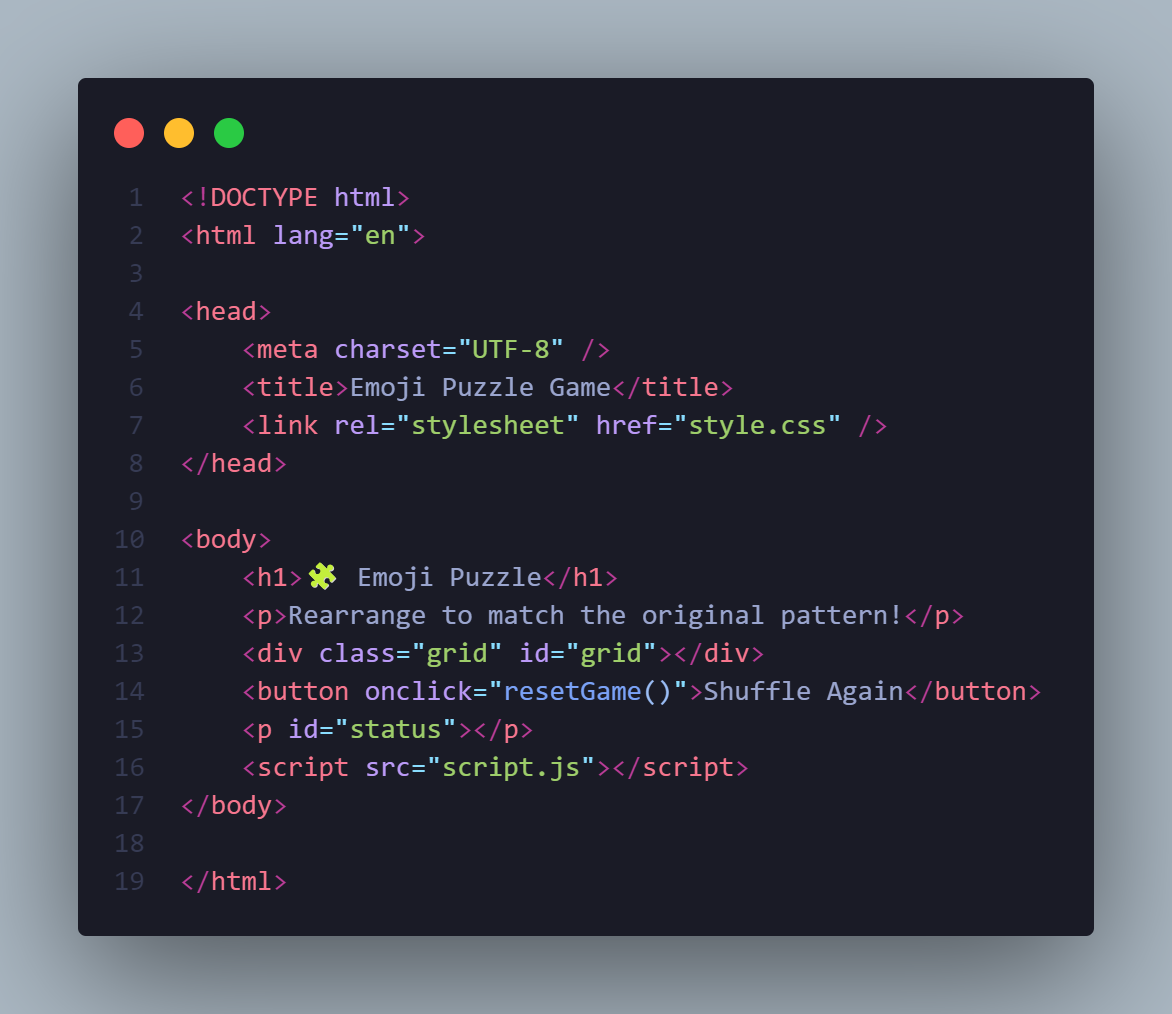 1 <!DOCTYPE html>
2 <html lang="en">
3
4 <head>
5     <meta charset="UTF-8" />
6     <title>Emoji Puzzle Game</title>
7     <link rel="stylesheet" href="style.css" />
8 </head>
9
10 <body>
11     <h1>🧩 Emoji Puzzle</h1>
12     <p>Rearrange to match the original pattern!</p>
13     <div class="grid" id="grid"></div>
14     <button onclick="resetGame()">Shuffle Again</button>
15     <p id="status"></p>
16     <script src="script.js"></script>
17 </body>
18
19 </html>